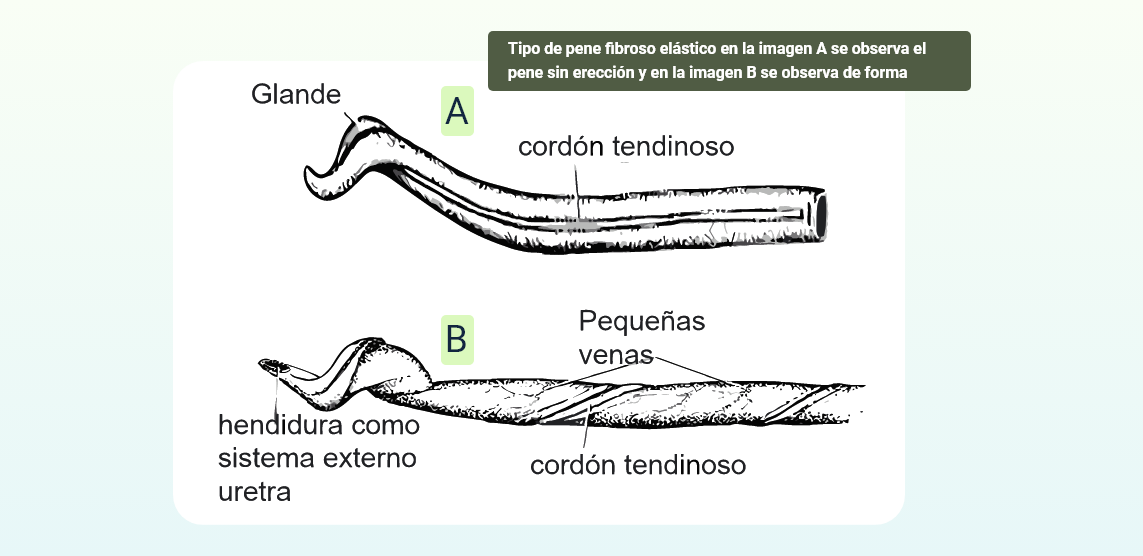 Tipo de pene fibroso elástico en la imagen A se observa el
pene sin erección y en la imagen B se observa de forma
Glande
A
cordón tendinoso
B
Pequeñas
venas
hendidura como
sistema externo
uretra
cordón tendinoso